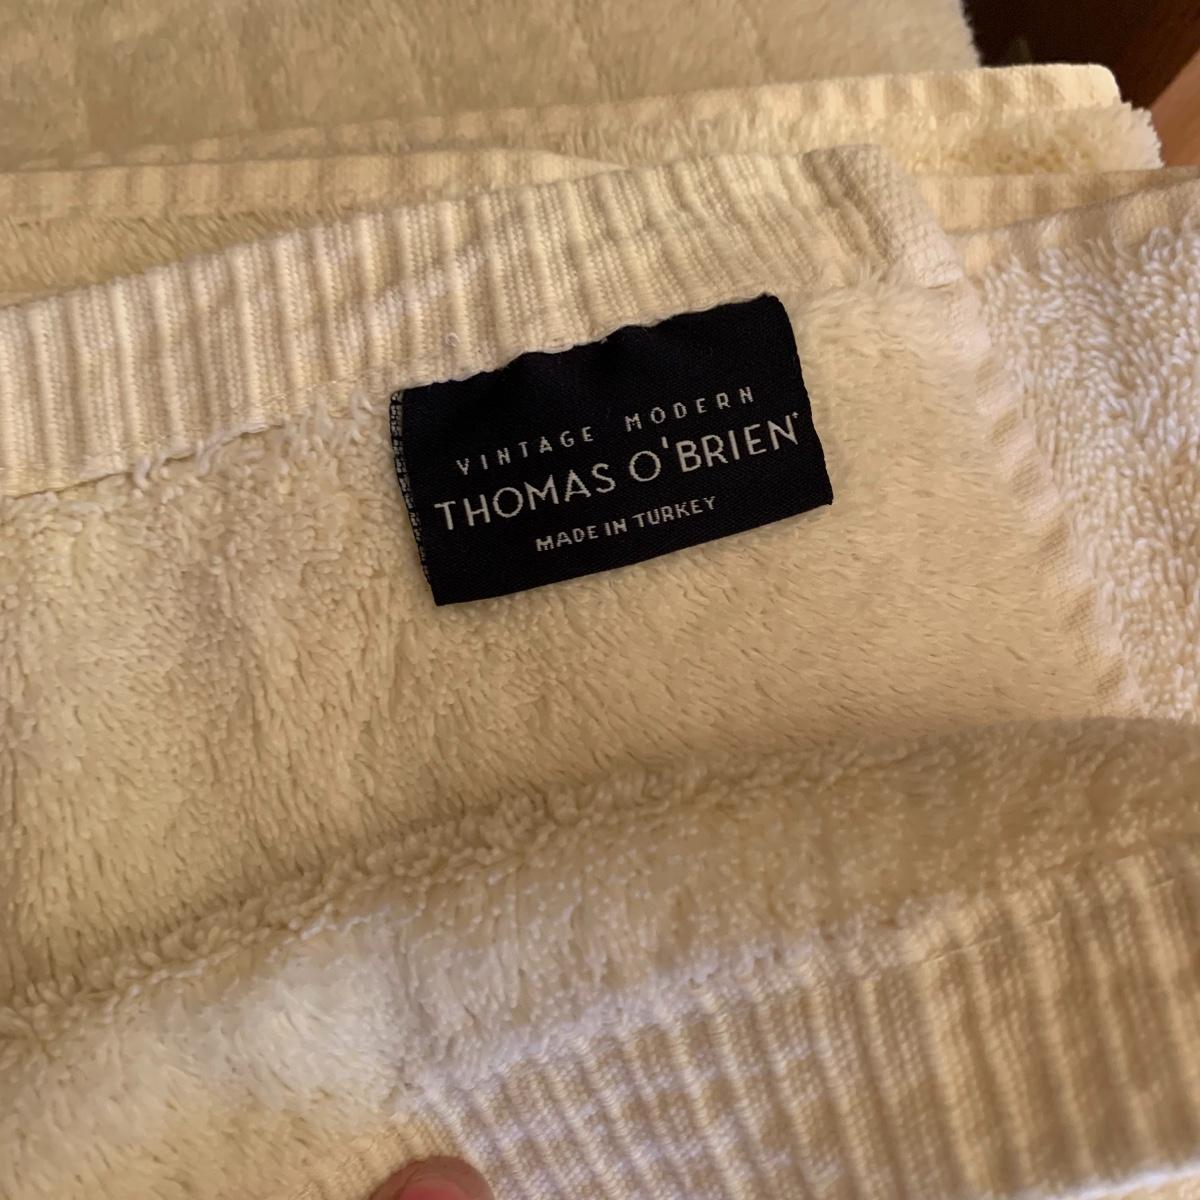 VINTAGE MODERN
THOMAS O'BRIEN
MADE IN TURKEY